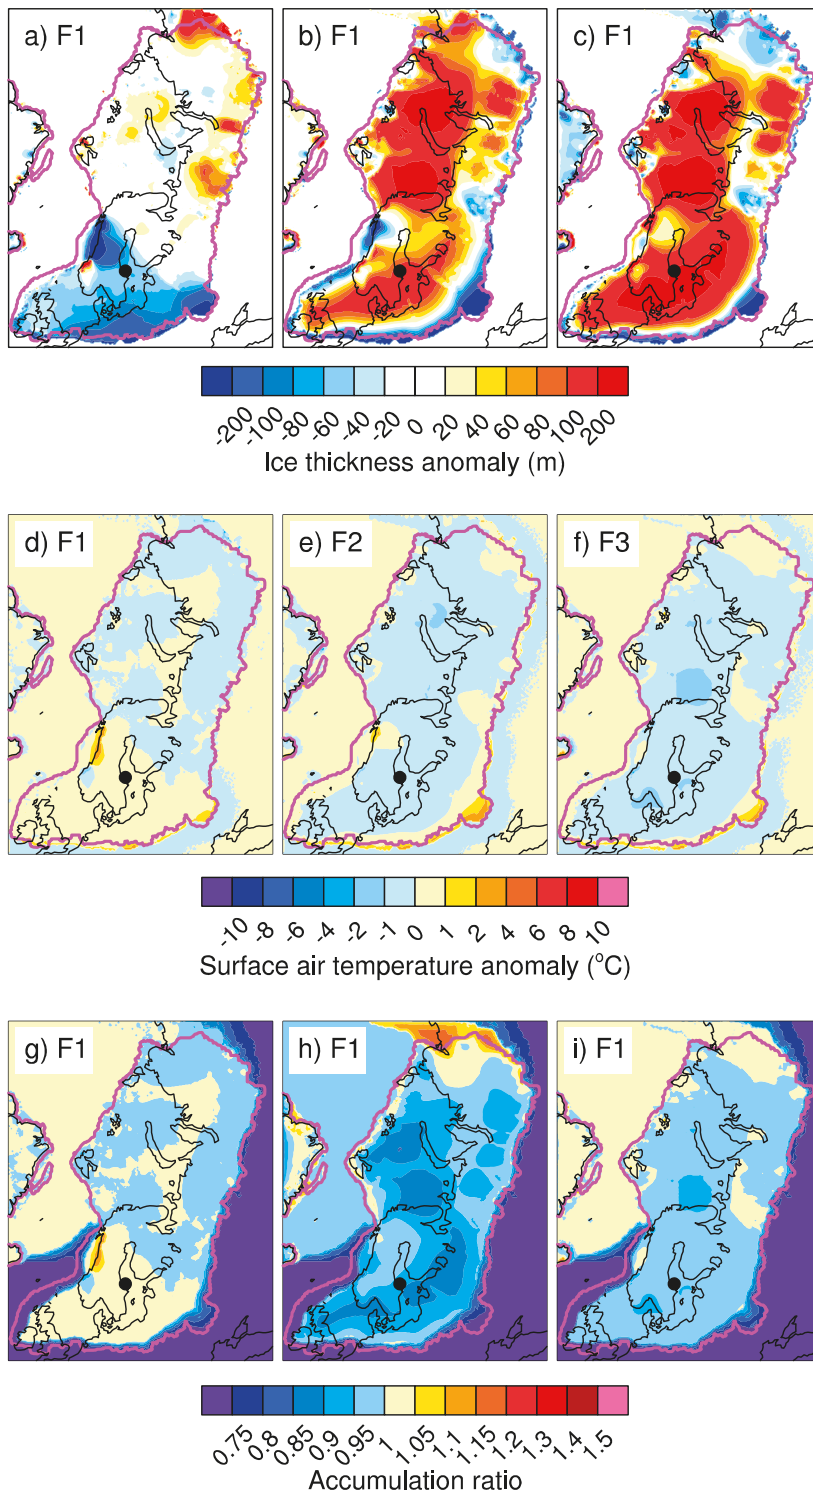 a) F1 b) F1 c) F1
-200 -100 -80 -60 -40 -20 0 20 40 60 80 100 200
Ice thickness anomaly (m)
d) F1 e) F2 f) F3
-10 -8 -6 -4 -2 -1 0 1 2 4 6 8 10
Surface air temperature anomaly (°C)
g) F1 h) F1 i) F1
0.75 0.8 0.85 0.9 0.95 1 1.05 1.1 1.15 1.2 1.3 1.4 1.5
Accumulation ratio